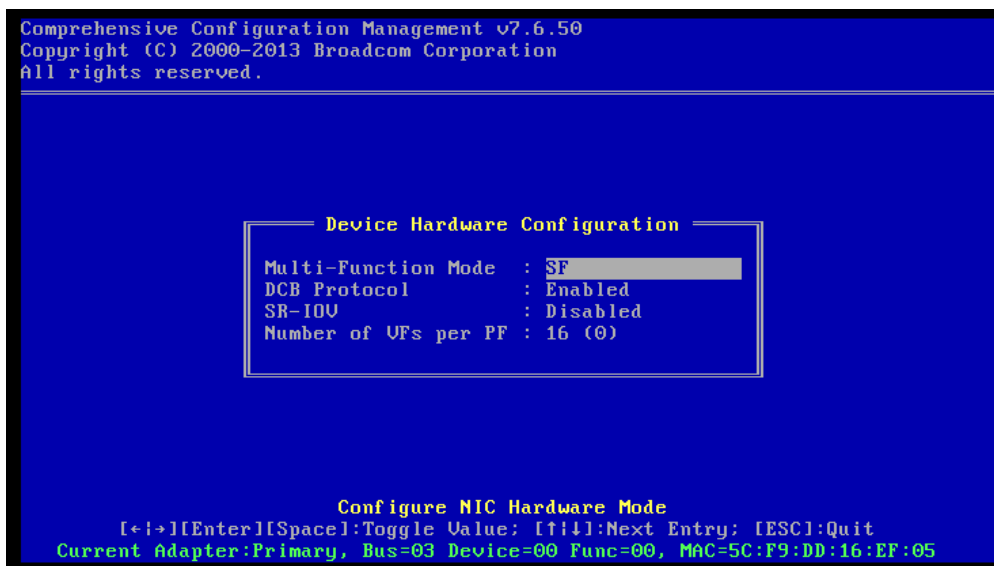 Comprehensive Configuration Management v7.6.50
Copyright (C) 2000-2013 Broadcom Corporation
All rights reserved.
Device Hardware Configuration
Multi-Function Mode : SF
DCB Protocol : Enabled
SR-IOV : Disabled
Number of VFs per PF : 16 (0)
Configure NIC Hardware Mode
[←|→][Enter][Space]:Toggle Value; [↑|↓]:Next Entry; [ESC]:Quit
Current Adapter:Primary, Bus=03 Device=00 Func=00, MAC=5C:F9:DD:16:EF:05